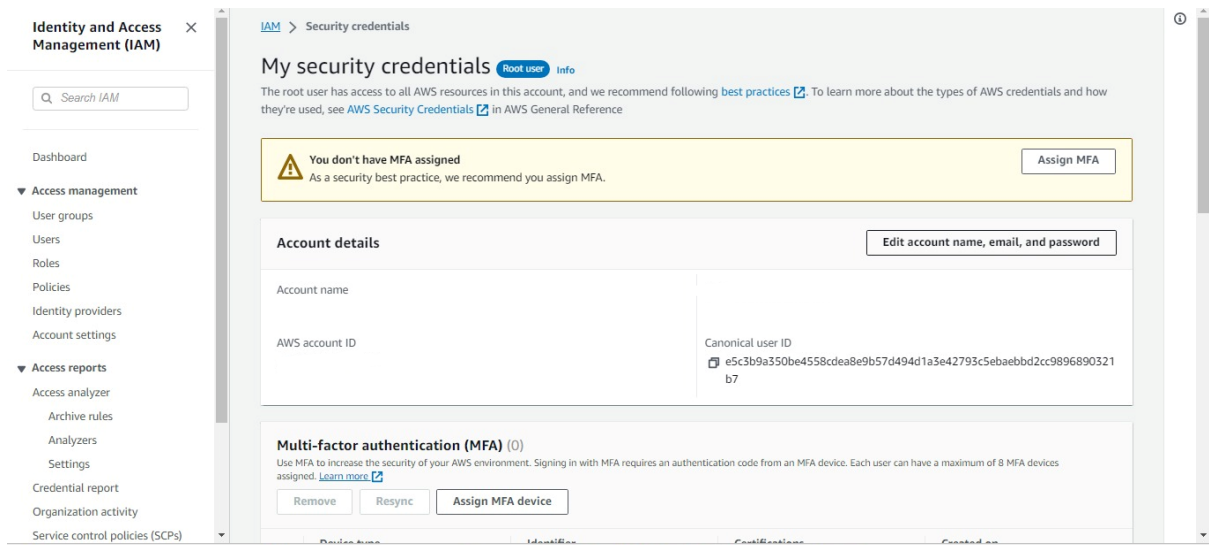 Identity and Access
Management (IAM)
Search IAM
Dashboard
Access management
User groups
Users
Roles
Policies
Identity providers
Account settings
Access reports
Access analyzer
Archive rules
Analyzers
Settings
Credential report
Organization activity
Service control policies (SCPs)
IAM > Security credentials
My security credentials Root user Info
The root user has access to all AWS resources in this account, and we recommend following best practices. To learn more about the types of AWS credentials and how
they're used, see AWS Security Credentials in AWS General Reference
You don't have MFA assigned
As a security best practice, we recommend you assign MFA.
Assign MFA
Account details
Edit account name, email, and password
Account name
AWS account ID
Canonical user ID
e5c3b9a350be4558cdea8e9b57d494d1a3e42793c5ebaebbd2cc9896890321
b7
Multi-factor authentication (MFA) (0)
Use MFA to increase the security of your AWS environment. Signing in with MFA requires an authentication code from an MFA device. Each user can have a maximum of 8 MFA devices
assigned. Learn more
Remove Resync Assign MFA device
Device type Identifier Certifications Created on